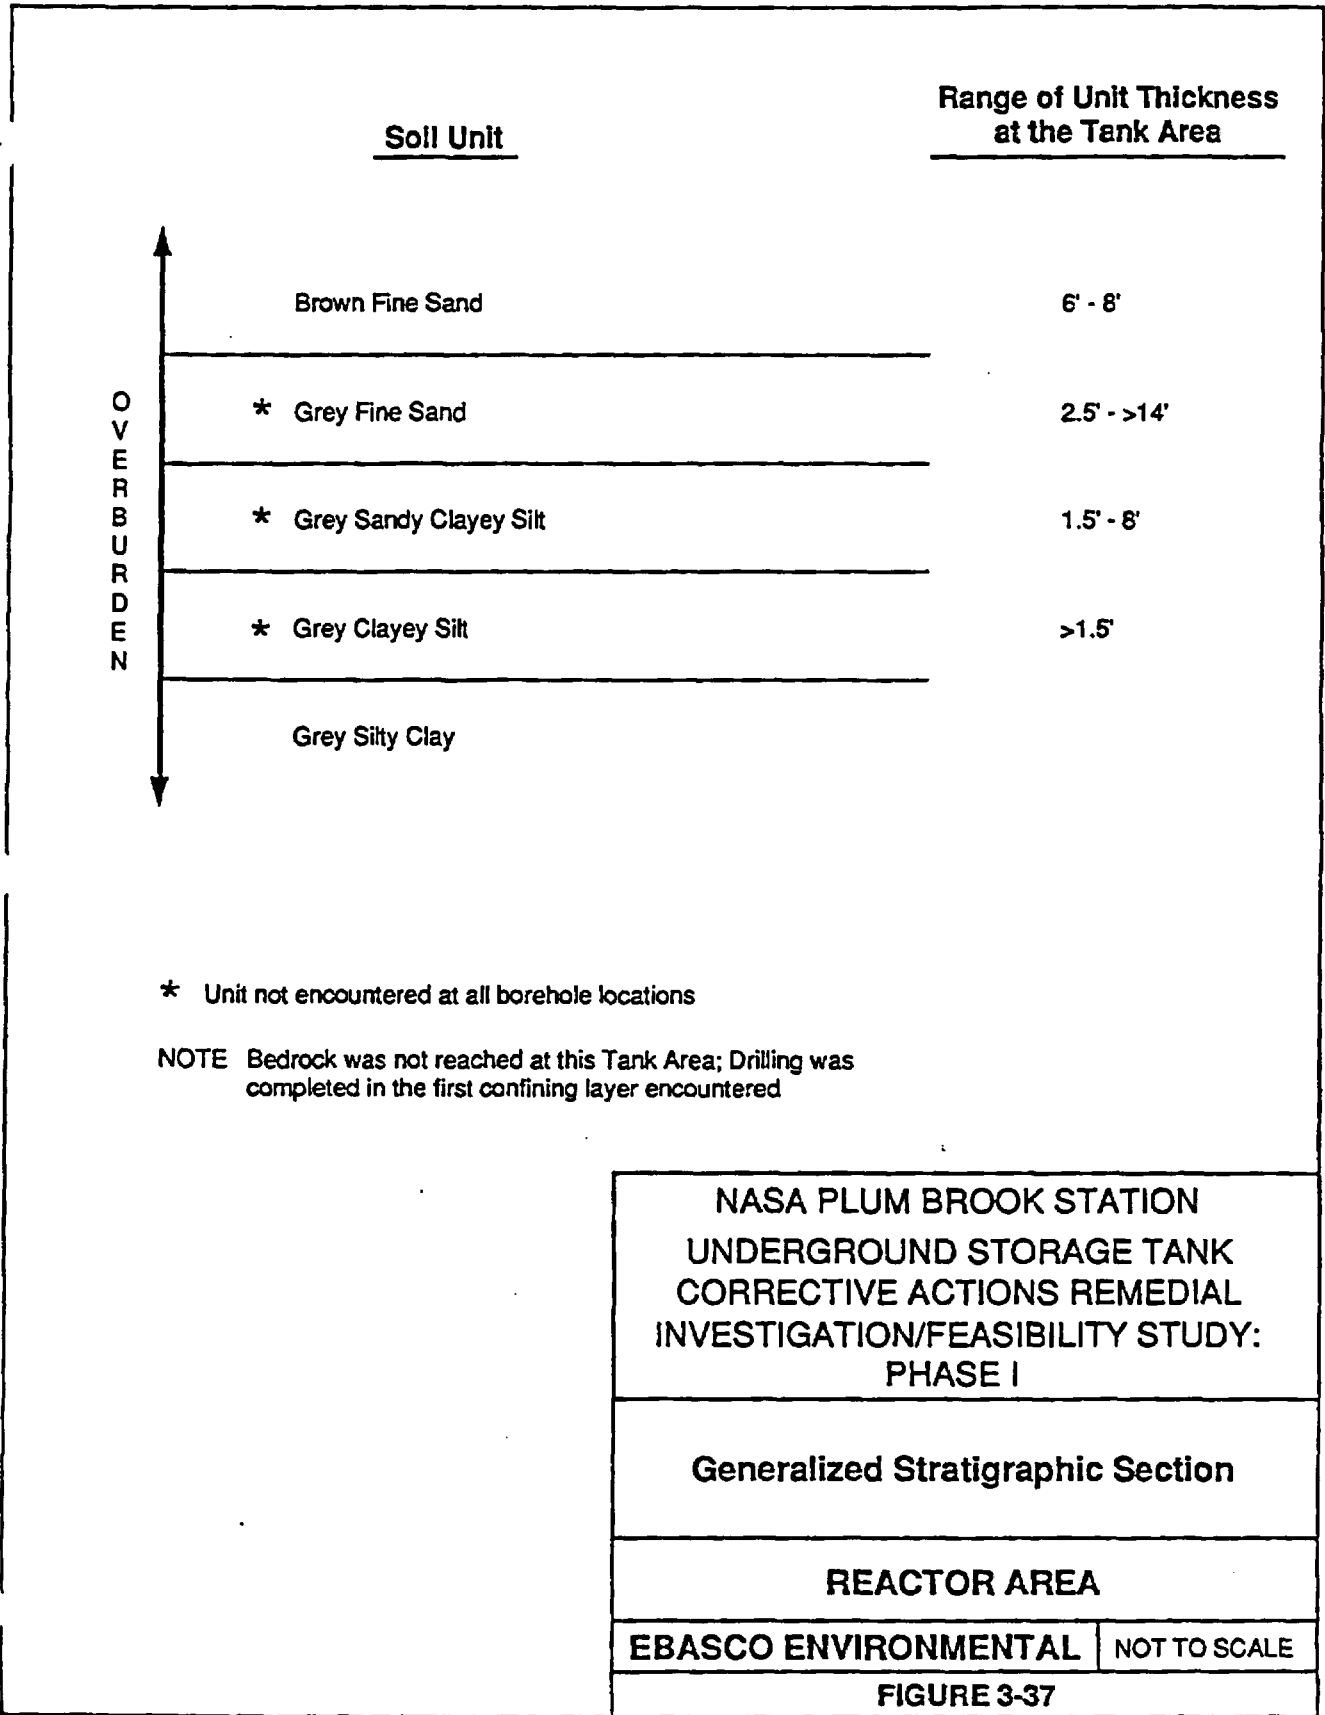 Soil Unit
Range of Unit Thickness
at the Tank Area
OVERBURDEN
Brown Fine Sand 6' - 8'
* Grey Fine Sand 2.5' - >14'
* Grey Sandy Clayey Silt 1.5' - 8'
* Grey Clayey Silt >1.5'
Grey Silty Clay
* Unit not encountered at all borehole locations
NOTE Bedrock was not reached at this Tank Area; Drilling was
completed in the first confining layer encountered
NASA PLUM BROOK STATION
UNDERGROUND STORAGE TANK
CORRECTIVE ACTIONS REMEDIAL
INVESTIGATION/FEASIBILITY STUDY:
PHASE I
Generalized Stratigraphic Section
REACTOR AREA
EBASCO ENVIRONMENTAL NOT TO SCALE
FIGURE 3-37